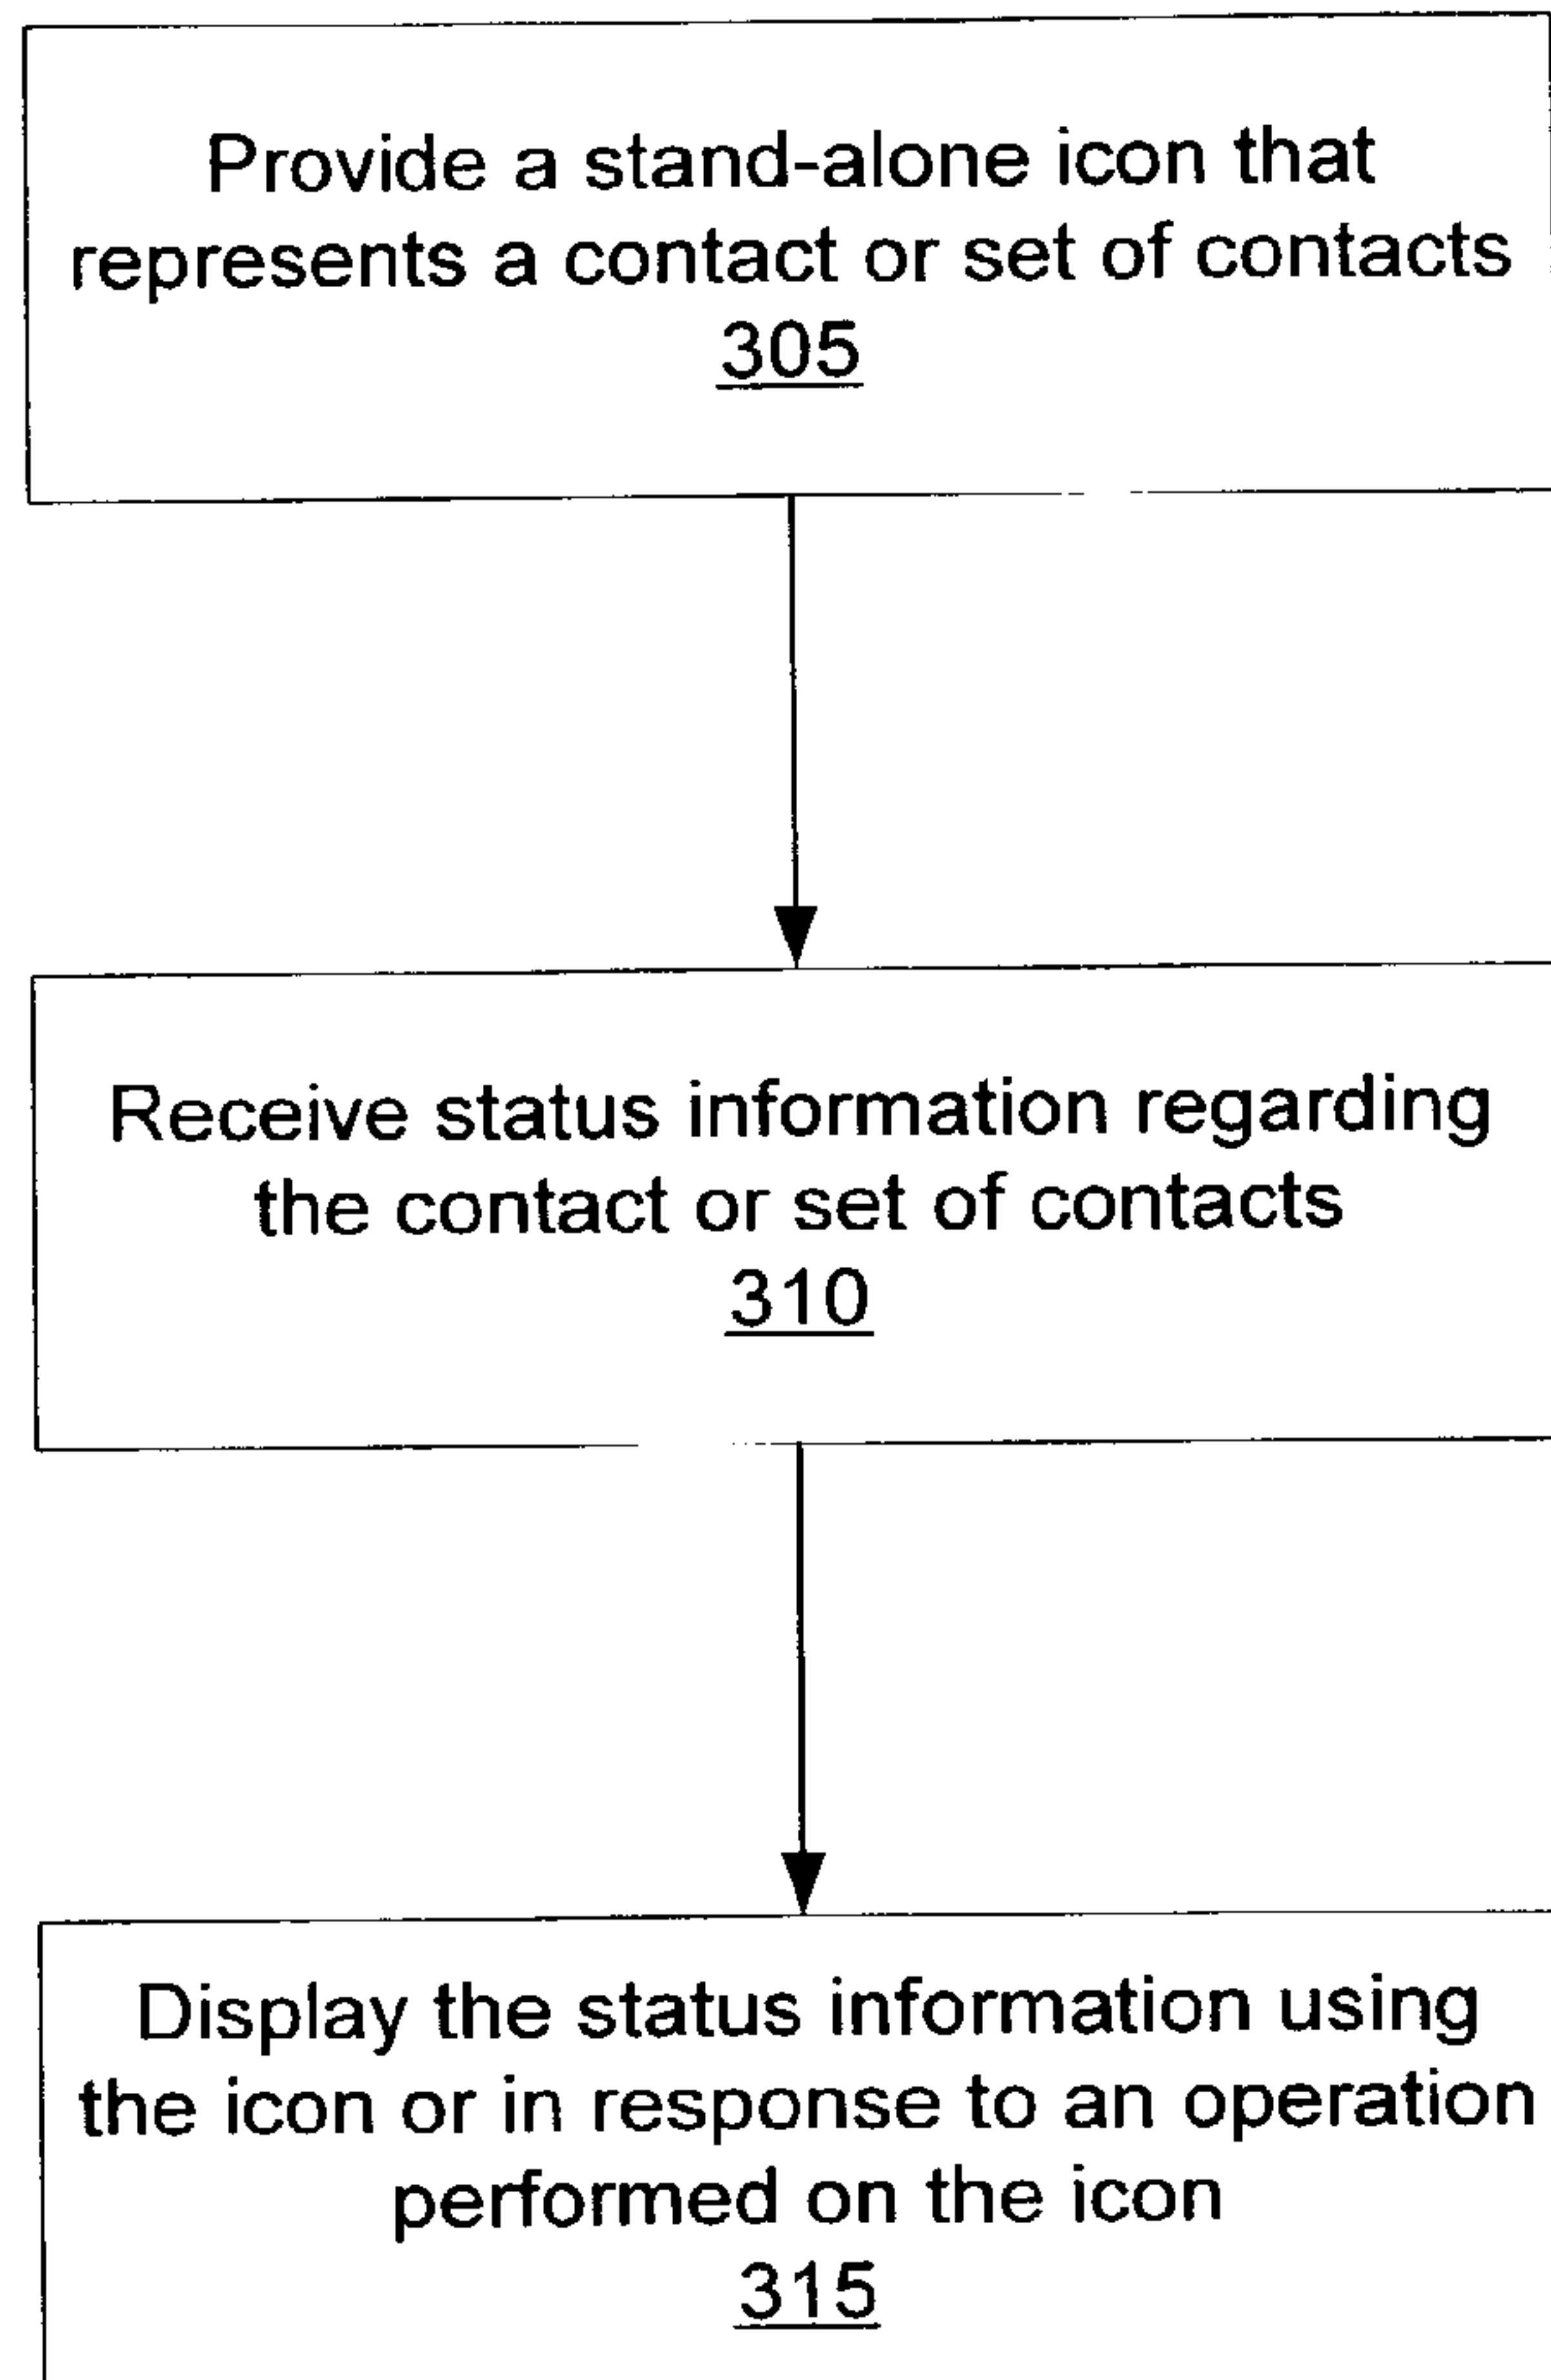 Provide a stand-alone icon that
represents a contact or set of contacts
305
Receive status information regarding
the contact or set of contacts
310
Display the status information using
the icon or in response to an operation
performed on the icon
315